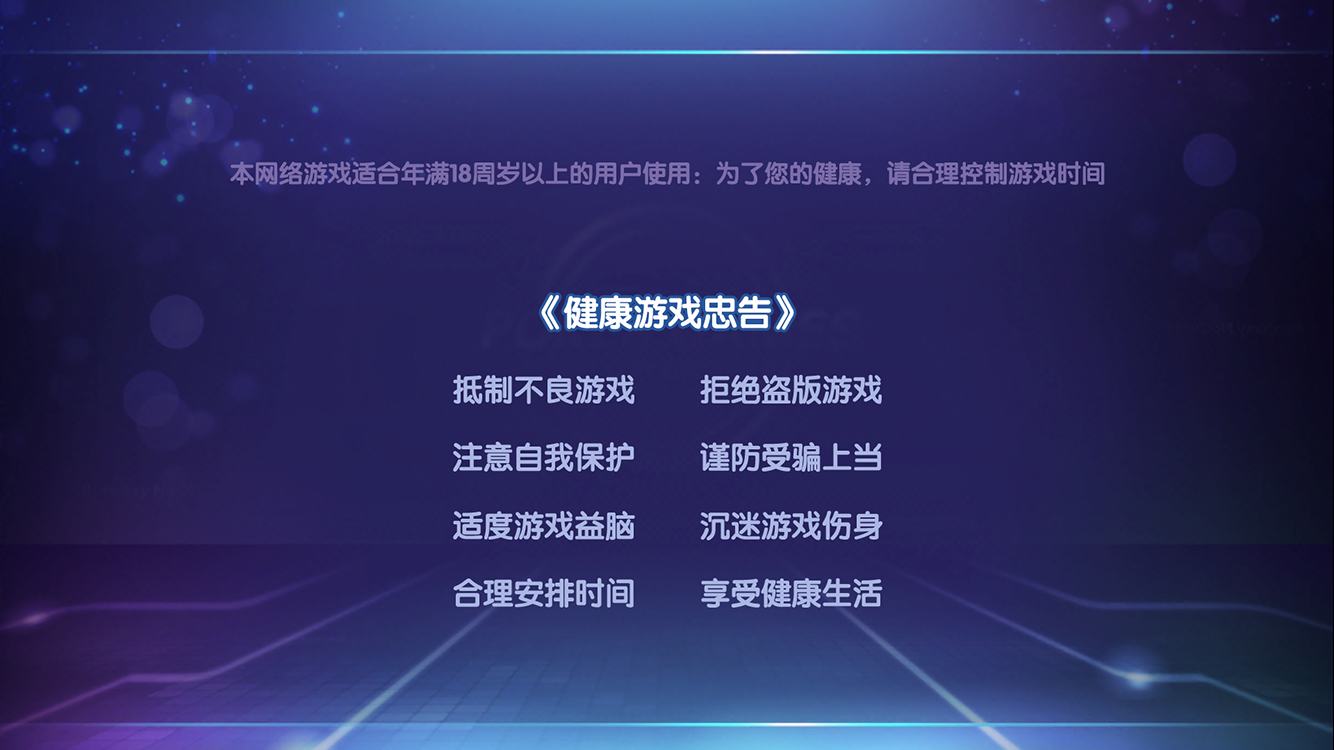 本网络游戏适合年满18周岁以上的用户使用：为了您的健康，请合理控制游戏时间
《健康游戏忠告》
抵制不良游戏 拒绝盗版游戏
注意自我保护 谨防受骗上当
适度游戏益脑 沉迷游戏伤身
合理安排时间 享受健康生活